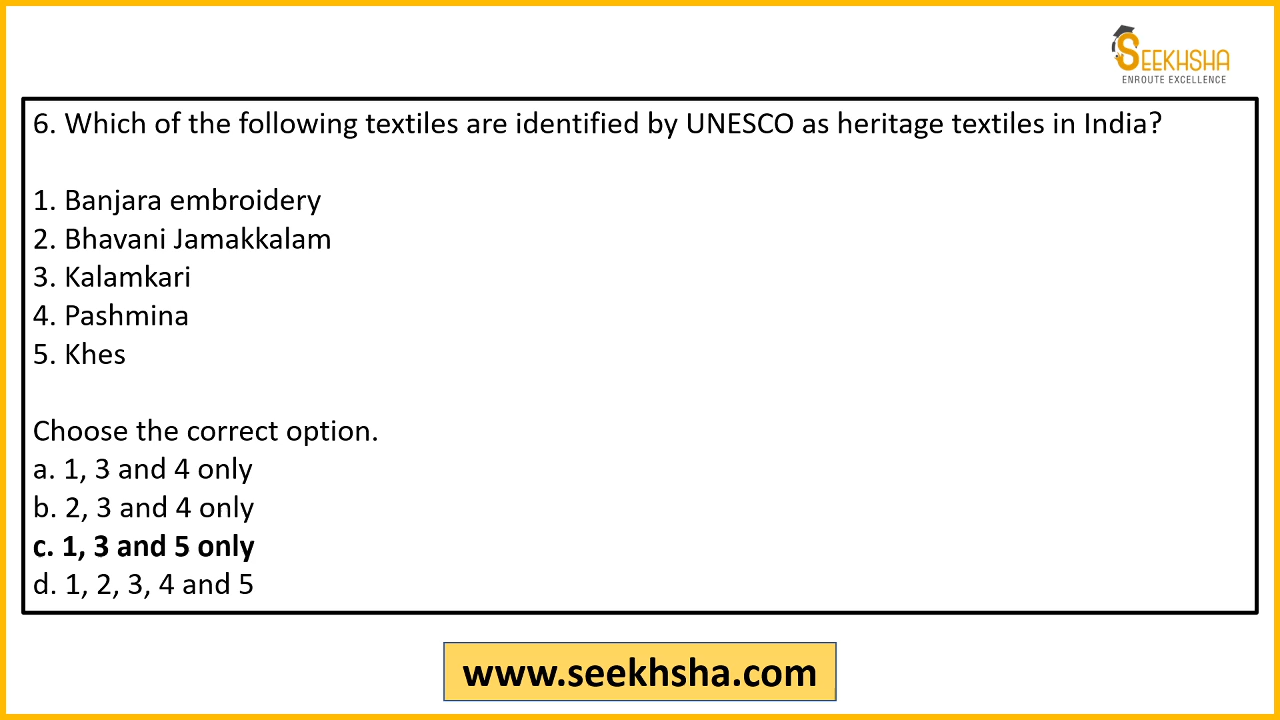 SEEKHSHA
ENROUTE EXCELLENCE
6. Which of the following textiles are identified by UNESCO as heritage textiles in India?
1. Banjara embroidery
2. Bhavani Jamakkalam
3. Kalamkari
4. Pashmina
5. Khes
Choose the correct option.
a. 1, 3 and 4 only
b. 2, 3 and 4 only
c. 1, 3 and 5 only
d. 1, 2, 3, 4 and 5
www.seekhsha.com